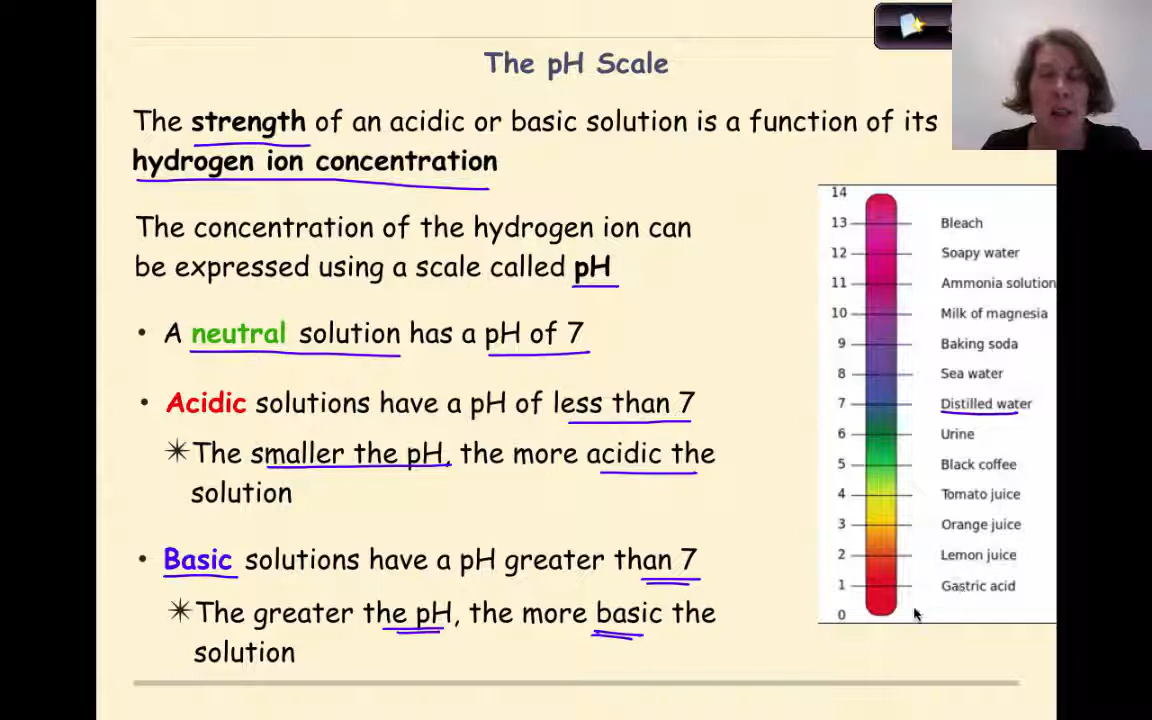 The pH Scale
The strength of an acidic or basic solution is a function of its
hydrogen ion concentration
The concentration of the hydrogen ion can
be expressed using a scale called pH
• A neutral solution has a pH of 7
• Acidic solutions have a pH of less than 7
✴The smaller the pH, the more acidic the
solution
• Basic solutions have a pH greater than 7
✴The greater the pH, the more basic the
solution
14
13 Bleach
12 Soapy water
11 Ammonia solution
10 Milk of magnesia
9 Baking soda
8 Sea water
7 Distilled water
6 Urine
5 Black coffee
4 Tomato juice
3 Orange juice
2 Lemon juice
1 Gastric acid
0